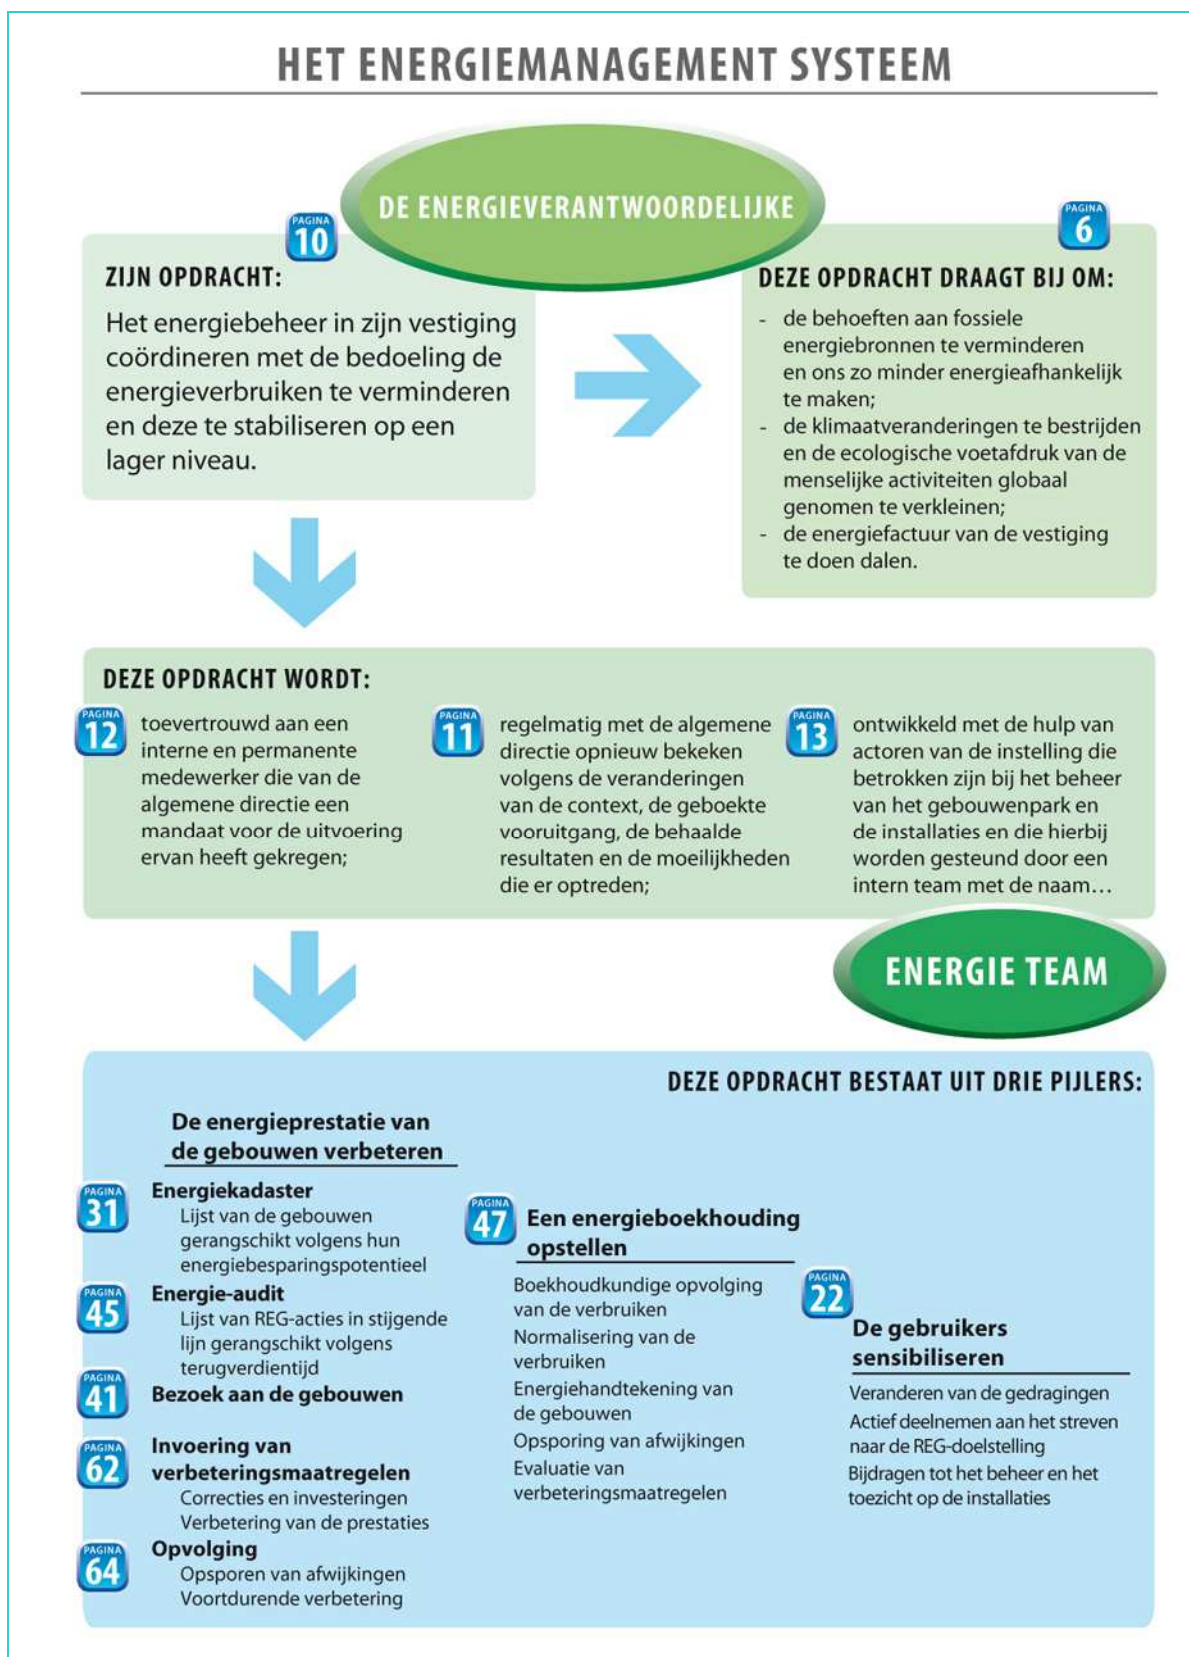 HET ENERGIEMANAGEMENT SYSTEEM
DE ENERGIEVERANTWOORDELIJKE
PAGINA
10
ZIJN OPDRACHT:
Het energiebeheer in zijn vestiging
coördineren met de bedoeling de
energieverbruiken te verminderen
en deze te stabiliseren op een
lager niveau.
PAGINA
6
DEZE OPDRACHT DRAAGT BIJ OM:
- de behoeften aan fossiele
energiebronnen te verminderen
en ons zo minder energieafhankelijk
te maken;
- de klimaatveranderingen te bestrijden
en de ecologische voetafdruk van de
menselijke activiteiten globaal
genomen te verkleinen;
- de energiefactuur van de vestiging
te doen dalen.
DEZE OPDRACHT WORDT:
PAGINA
12
toevertrouwd aan een
interne en permanente
medewerker die van de
algemene directie een
mandaat voor de uitvoering
ervan heeft gekregen;
PAGINA
11
regelmatig met de algemene
directie opnieuw bekeken
volgens de veranderingen
van de context, de geboekte
vooruitgang, de behaalde
resultaten en de moeilijkheden
die er optreden;
PAGINA
13
ontwikkeld met de hulp van
actoren van de instelling die
betrokken zijn bij het beheer
van het gebouwenpark en
de installaties en die hierbij
worden gesteund door een
intern team met de naam…
ENERGIE TEAM
DEZE OPDRACHT BESTAAT UIT DRIE PIJLERS:
De energieprestatie van
de gebouwen verbeteren
PAGINA
31
Energiekadaster
Lijst van de gebouwen
gerangschikt volgens hun
energiebesparingspotentieel
PAGINA
45
Energie-audit
Lijst van REG-acties in stijgende
lijn gerangschikt volgens
terugverdientijd
PAGINA
41
Bezoek aan de gebouwen
PAGINA
62
Invoering van
verbeteringsmaatregelen
Correcties en investeringen
Verbetering van de prestaties
PAGINA
64
Opvolging
Opsporen van afwijkingen
Voortdurende verbetering
PAGINA
47
Een energieboekhouding
opstellen
Boekhoudkundige opvolging
van de verbruiken
Normalisering van de
verbruiken
Energiehandtekening van
de gebouwen
Opsporing van afwijkingen
Evaluatie van
verbeteringsmaatregelen
PAGINA
22
De gebruikers
sensibiliseren
Veranderen van de gedragingen
Actief deelnemen aan het streven
naar de REG-doelstelling
Bijdragen tot het beheer en het
toezicht op de installaties